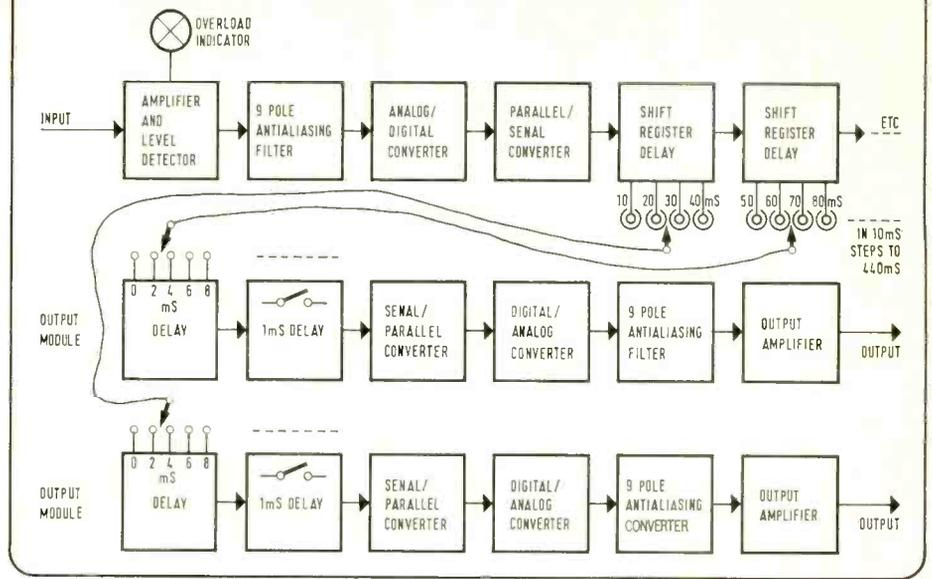 OVERLOAD
INDICATOR
INPUT
AMPLIFIER
AND
LEVEL
DETECTOR
9 POLE
ANTIALIASING
FILTER
ANALOG/
DIGITAL
CONVERTER
PARALLEL/
SENAL
CONVERTER
SHIFT
REGISTER
DELAY
SHIFT
REGISTER
DELAY
ETC
10 20 30 40mS
50 60 70 80mS
IN 10mS
STEPS TO
440mS
OUTPUT
MODULE
0 2 4 6 8
mS
DELAY
1mS DELAY
SENAL/
PARALLEL
CONVERTER
DIGITAL/
ANALOG
CONVERTER
9 POLE
ANTIALIASING
FILTER
OUTPUT
AMPLIFIER
OUTPUT
OUTPUT
MODULE
0 2 4 6 8
mS
DELAY
1mS DELAY
SENAL/
PARALLEL
CONVERTER
DIGITAL/
ANALOG
CONVERTER
9 POLE
ANTIALIASING
CONVERTER
OUTPUT
AMPLIFIER
OUTPUT